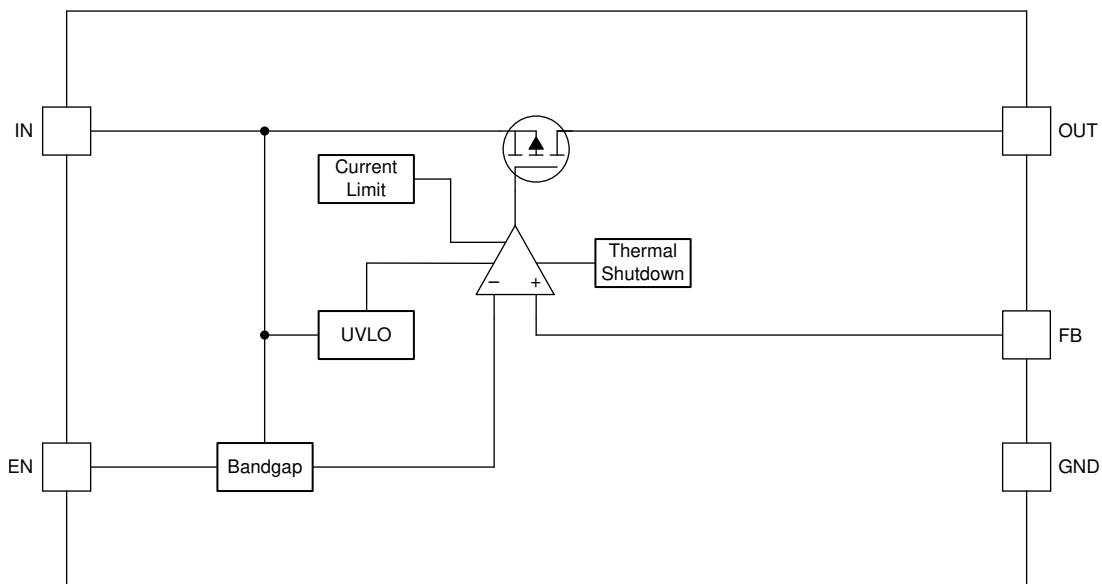 IN
OUT
Current
Limit
Thermal
Shutdown
−
+
UVLO
FB
EN
Bandgap
GND